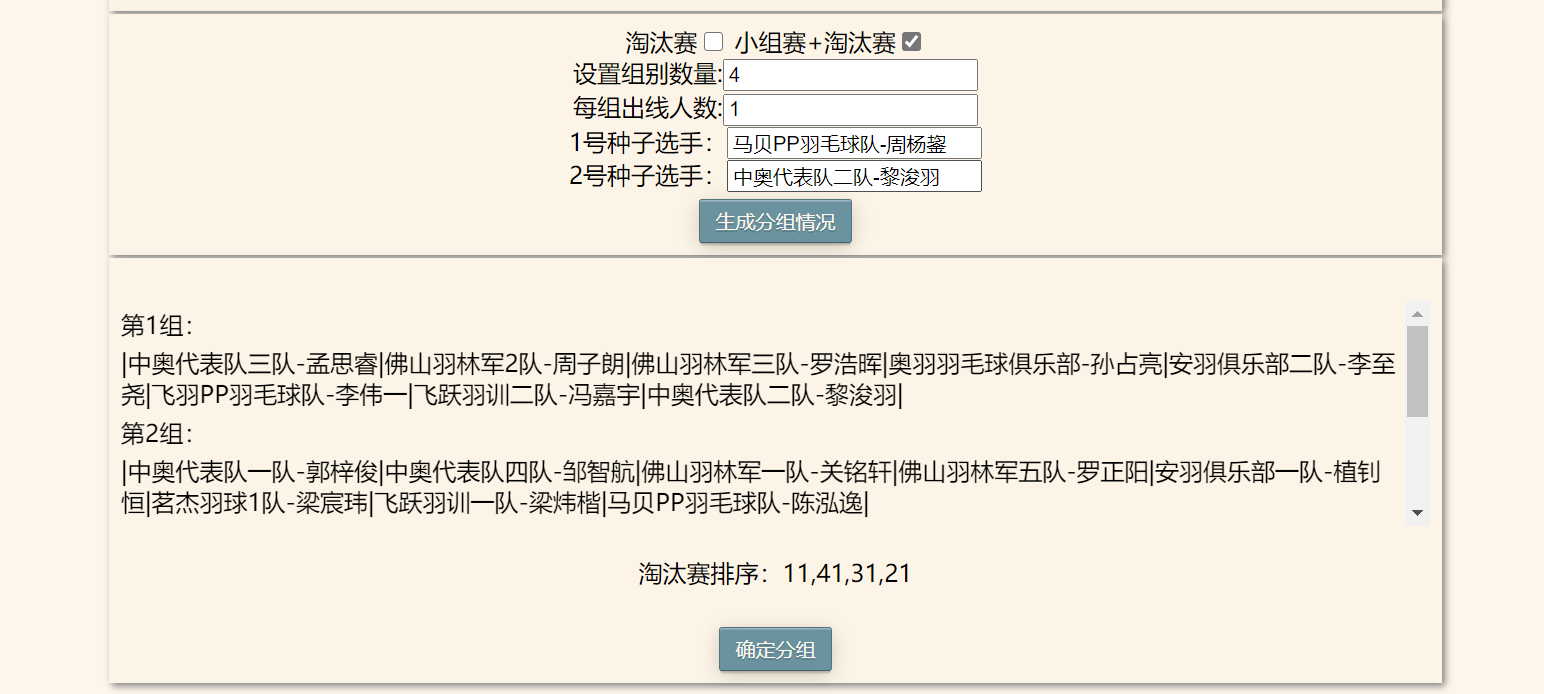 淘汰赛 小组赛+淘汰赛
设置组别数量:4
每组出线人数:1
1号种子选手：马贝PP羽毛球队-周杨鋆
2号种子选手：中奥代表队二队-黎浚羽
生成分组情况
第1组：
|中奥代表队三队-孟思睿|佛山羽林军2队-周子朗|佛山羽林军三队-罗浩晖|奥羽羽毛球俱乐部-孙占亮|安羽俱乐部二队-李至
尧|飞羽PP羽毛球队-李伟一|飞跃羽训二队-冯嘉宇|中奥代表队二队-黎浚羽|
第2组：
|中奥代表队一队-郭梓俊|中奥代表队四队-邹智航|佛山羽林军一队-关铭轩|佛山羽林军五队-罗正阳|安羽俱乐部一队-植钊
恒|茗杰羽球1队-梁宸玮|飞跃羽训一队-梁炜楷|马贝PP羽毛球队-陈泓逸|
淘汰赛排序：11,41,31,21
确定分组